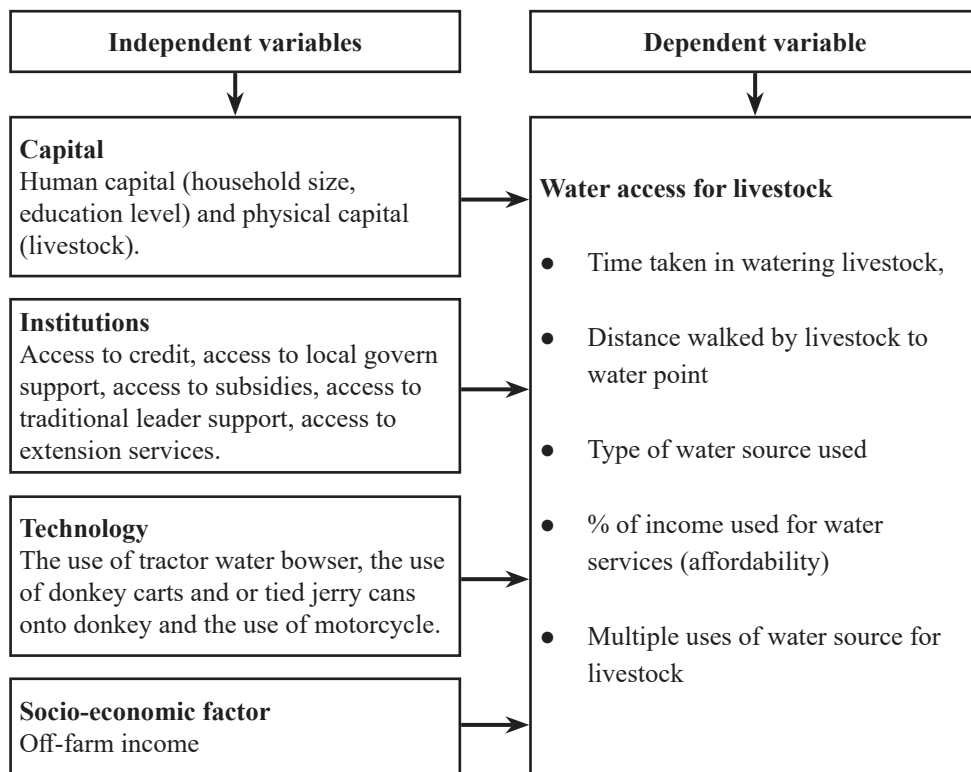 Independent variables
Dependent variable
Capital
Human capital (household size,
education level) and physical capital
(livestock).
Institutions
Access to credit, access to local govern
support, access to subsidies, access to
traditional leader support, access to
extension services.
Technology
The use of tractor water bowser, the use
of donkey carts and or tied jerry cans
onto donkey and the use of motorcycle.
Socio-economic factor
Off-farm income
Water access for livestock
● Time taken in watering livestock,
● Distance walked by livestock to
water point
● Type of water source used
● % of income used for water
services (affordability)
● Multiple uses of water source for
livestock